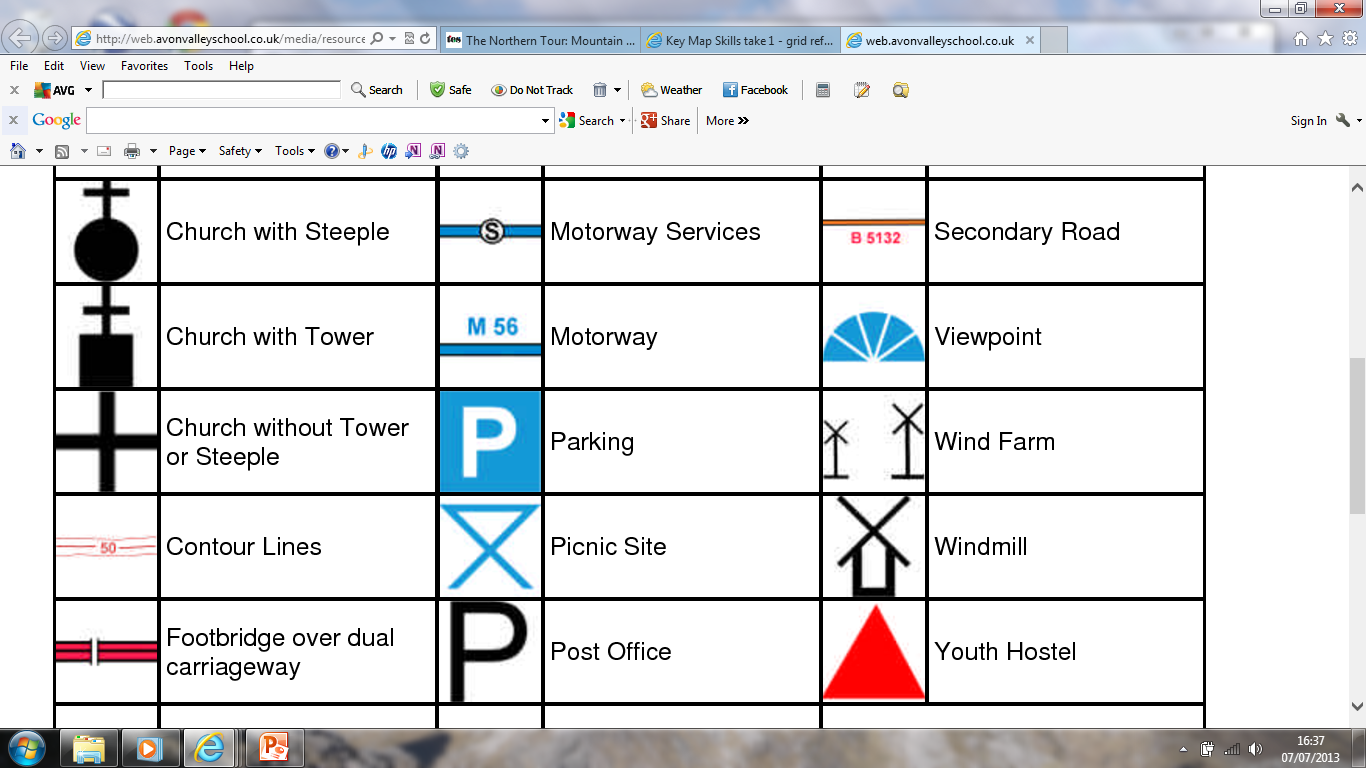 http://web.avonvalleyschool.co.uk/media/resource
tes The Northern Tour: Mountain ...
Key Map Skills take 1 - grid ref...
web.avonvalleyschool.co.uk
File Edit View Favorites Tools Help
x AVG Search Safe Do Not Track Weather Facebook
x Google Search Share More » Sign In
Page Safety Tools
Church with Steeple
S
Motorway Services
B 5132
Secondary Road
Church with Tower
M 56
Motorway
Viewpoint
Church without Tower
or Steeple
P
Parking
Wind Farm
50
Contour Lines
Picnic Site
Windmill
Footbridge over dual
carriageway
P
Post Office
Youth Hostel
16:37
07/07/2013